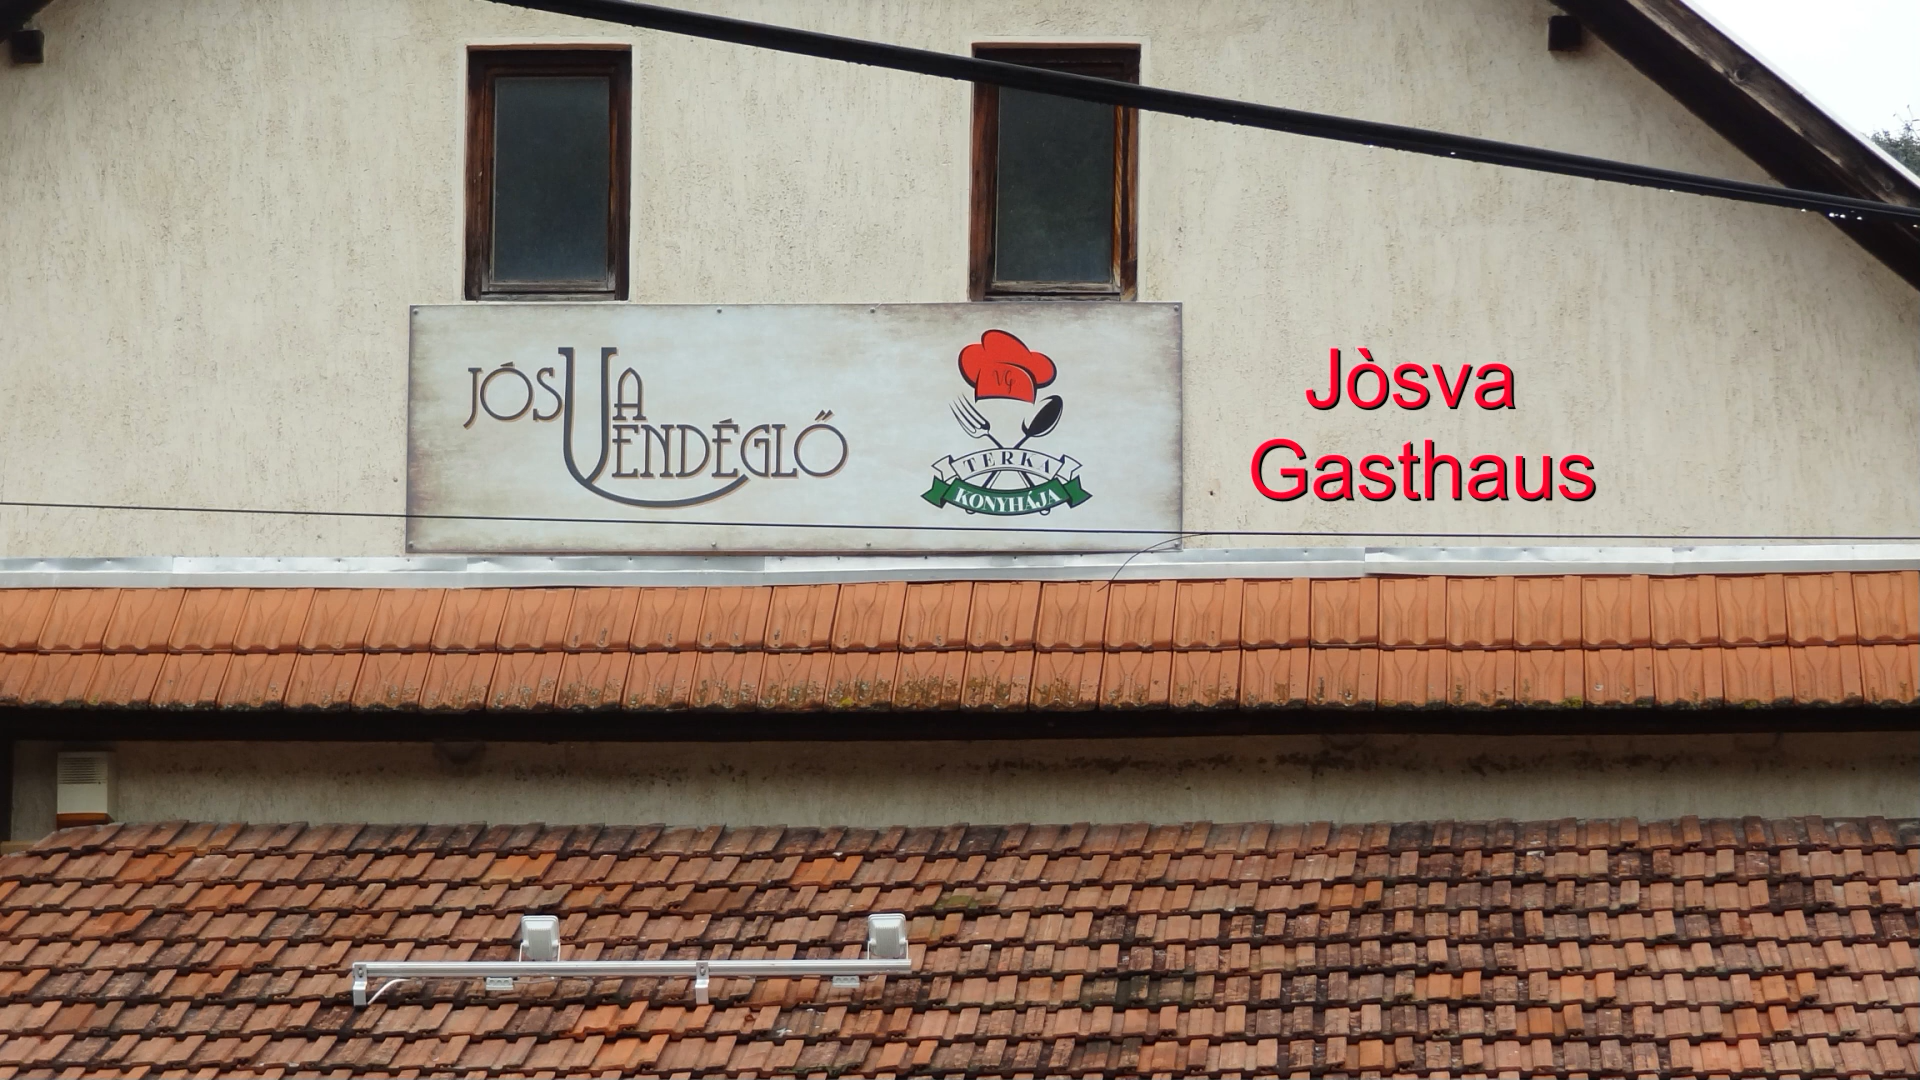 JÓSVA
VENDÉGLŐ
VG
TERKA
KONYHÁJA
Jòsva
Gasthaus